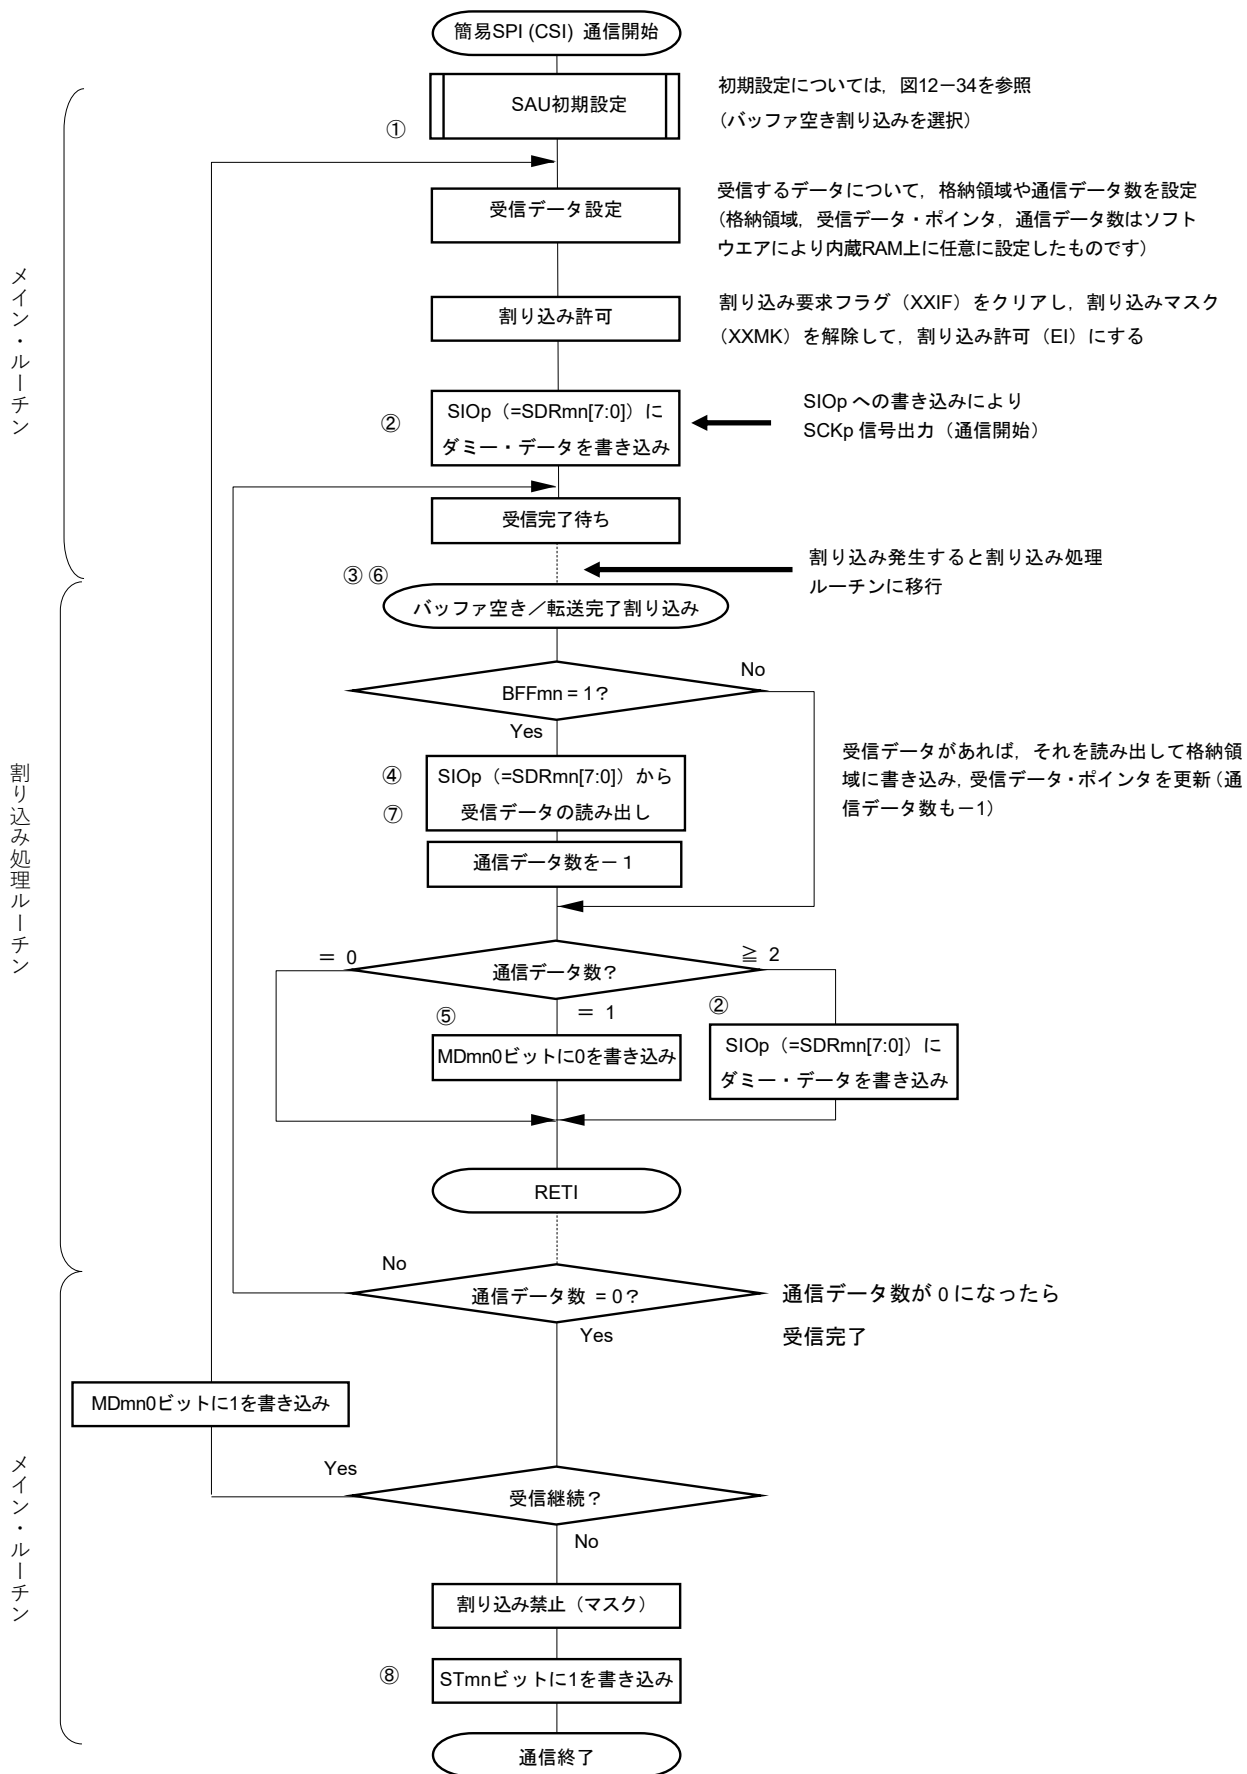 簡易SPI (CSI) 通信開始
SAU初期設定
初期設定については，図12－34を参照
（バッファ空き割り込みを選択）
①
受信データ設定
受信するデータについて，格納領域や通信データ数を設定
（格納領域，受信データ・ポインタ，通信データ数はソフト
ウエアにより内蔵RAM上に任意に設定したものです）
メイン・ルーチン
割り込み許可
割り込み要求フラグ（XXIF）をクリアし，割り込みマスク
（XXMK）を解除して，割り込み許可（EI）にする
②
SIOp（=SDRmn[7:0]）に
ダミー・データを書き込み
SIOp への書き込みにより
SCKp 信号出力（通信開始）
受信完了待ち
割り込み発生すると割り込み処理
ルーチンに移行
③ ⑥
バッファ空き／転送完了割り込み
BFFmn = 1？
No
Yes
割り込み処理ルーチン
④
⑦
SIOp（=SDRmn[7:0]）から
受信データの読み出し
受信データがあれば，それを読み出して格納領
域に書き込み，受信データ・ポインタを更新（通
信データ数も－1）
通信データ数を－１
通信データ数？
＝ 0
≧ 2
＝ 1
⑤
MDmn0ビットに0を書き込み
②
SIOp（=SDRmn[7:0]）に
ダミー・データを書き込み
RETI
No
通信データ数 = 0？
Yes
通信データ数が 0 になったら
受信完了
MDmn0ビットに1を書き込み
メイン・ルーチン
Yes
受信継続？
No
割り込み禁止（マスク）
⑧
STmnビットに1を書き込み
通信終了